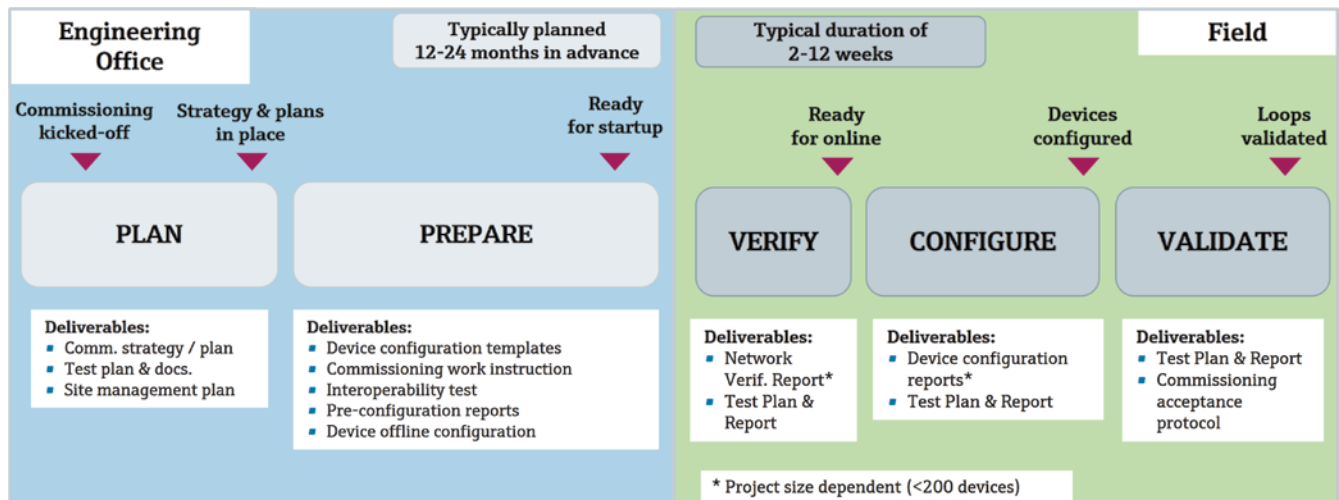 Engineering
Office
Typically planned
12-24 months in advance
Typical duration of
2-12 weeks
Field
Commissioning
kicked-off
Strategy & plans
in place
Ready
for startup
Ready
for online
Devices
configured
Loops
validated
PLAN
PREPARE
VERIFY
CONFIGURE
VALIDATE
Deliverables:
▪ Comm. strategy / plan
▪ Test plan & docs.
▪ Site management plan
Deliverables:
▪ Device configuration templates
▪ Commissioning work instruction
▪ Interoperability test
▪ Pre-configuration reports
▪ Device offline configuration
Deliverables:
▪ Network
Verif. Report*
▪ Test Plan &
Report
Deliverables:
▪ Device configuration
reports*
▪ Test Plan & Report
Deliverables:
▪ Test Plan & Report
▪ Commissioning
acceptance
protocol
* Project size dependent (<200 devices)